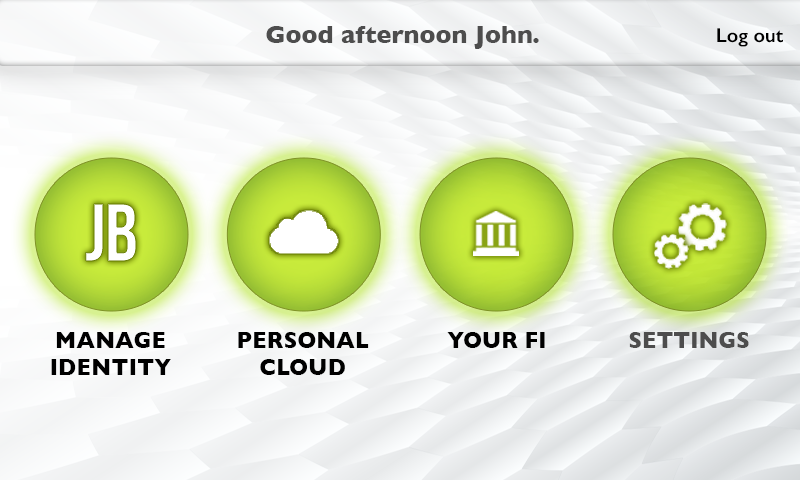 Good afternoon John.
Log out
JB
MANAGE
IDENTITY
PERSONAL
CLOUD
YOUR FI
SETTINGS